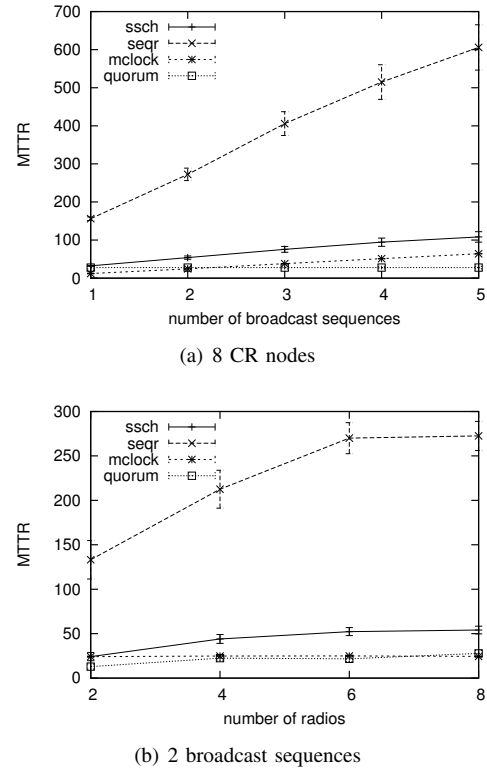 700
600
500
400
300
200
100
0
MTTR
ssch
seqr
mclock
quorum
1 2 3 4 5
number of broadcast sequences
(a) 8 CR nodes
300
250
200
150
100
50
0
MTTR
ssch
seqr
mclock
quorum
2 4 6 8
number of radios
(b) 2 broadcast sequences